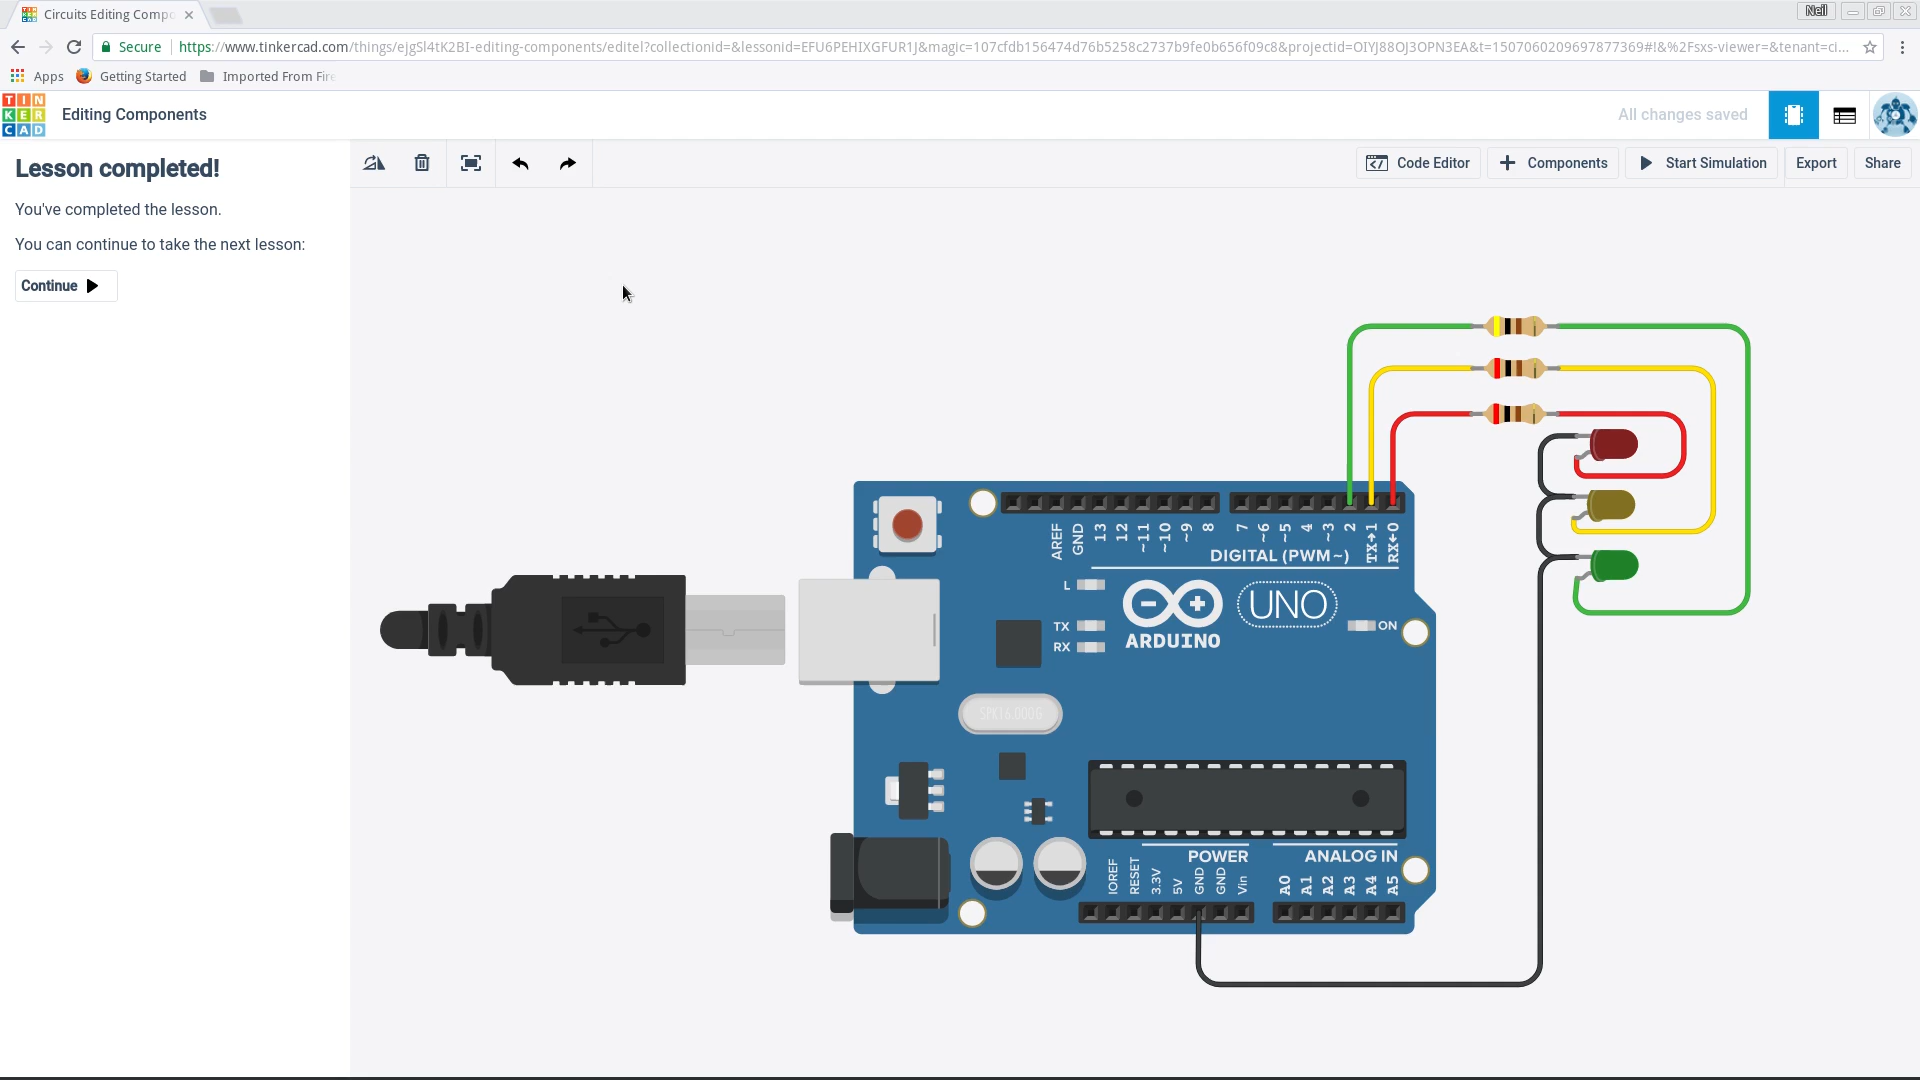 Circuits Editing Compo
Neil
Secure
https://www.tinkercad.com/things/ejgSl4tK2BI-editing-components/editel?collectionid=&lessonid=EFU6PEHIXGFUR1J&magic=107cfdb156474d76b5258c2737b9fe0b656f09c8&projectid=OIYJ88OJ3OPN3EA&t=1507060209697877369#!&%2Fsxs-viewer=&tenant=ci...
Apps
Getting Started
Imported From Fire
TIN
KER
CAD
Editing Components
All changes saved
Lesson completed!
You've completed the lesson.
You can continue to take the next lesson:
Continue
Code Editor
Components
Start Simulation
Export
Share
AREF
GND
13
12
~11
~10
~9
8
7
~6
~5
4
~3
2
TX→1
RX←0
DIGITAL (PWM~)
L
TX
RX
ARDUINO
UNO
ON
SPK16.000G
POWER
ANALOG IN
IOREF
RESET
3.3V
5V
GND
GND
Vin
A0
A1
A2
A3
A4
A5